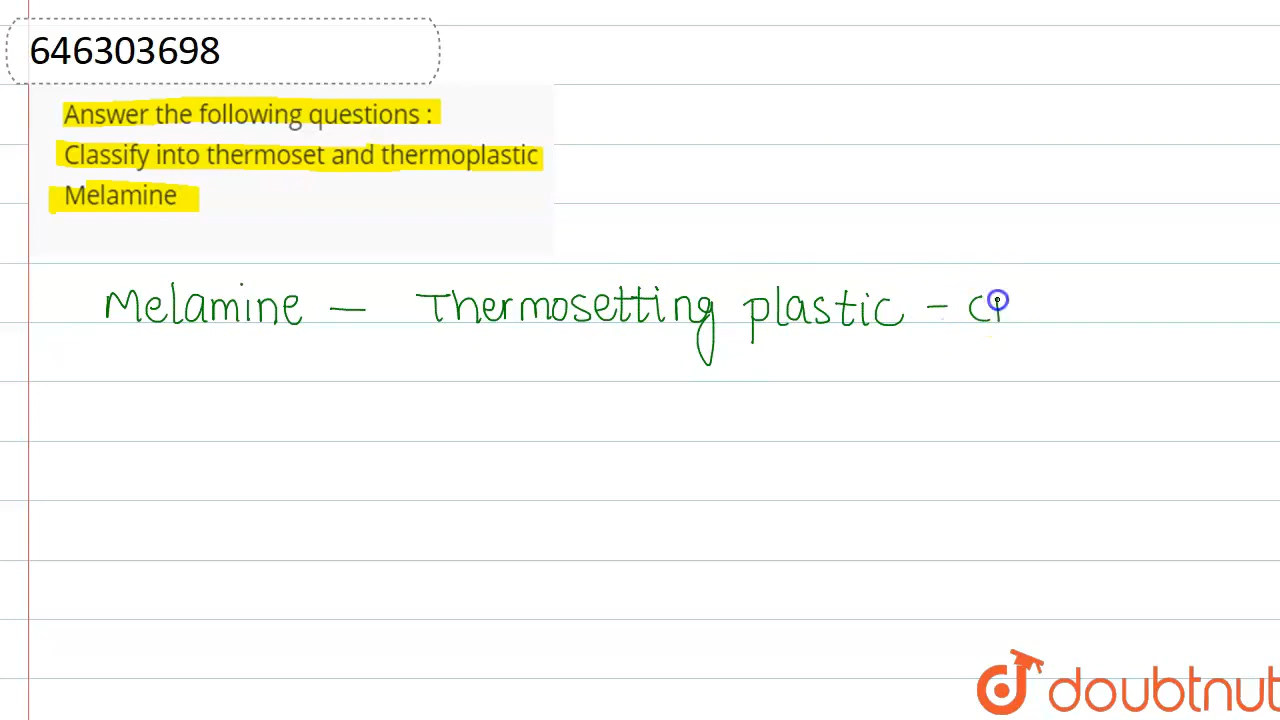 646303698
Answer the following questions :
Classify into thermoset and thermoplastic
Melamine
Melamine — Thermosetting plastic -
doubtnut